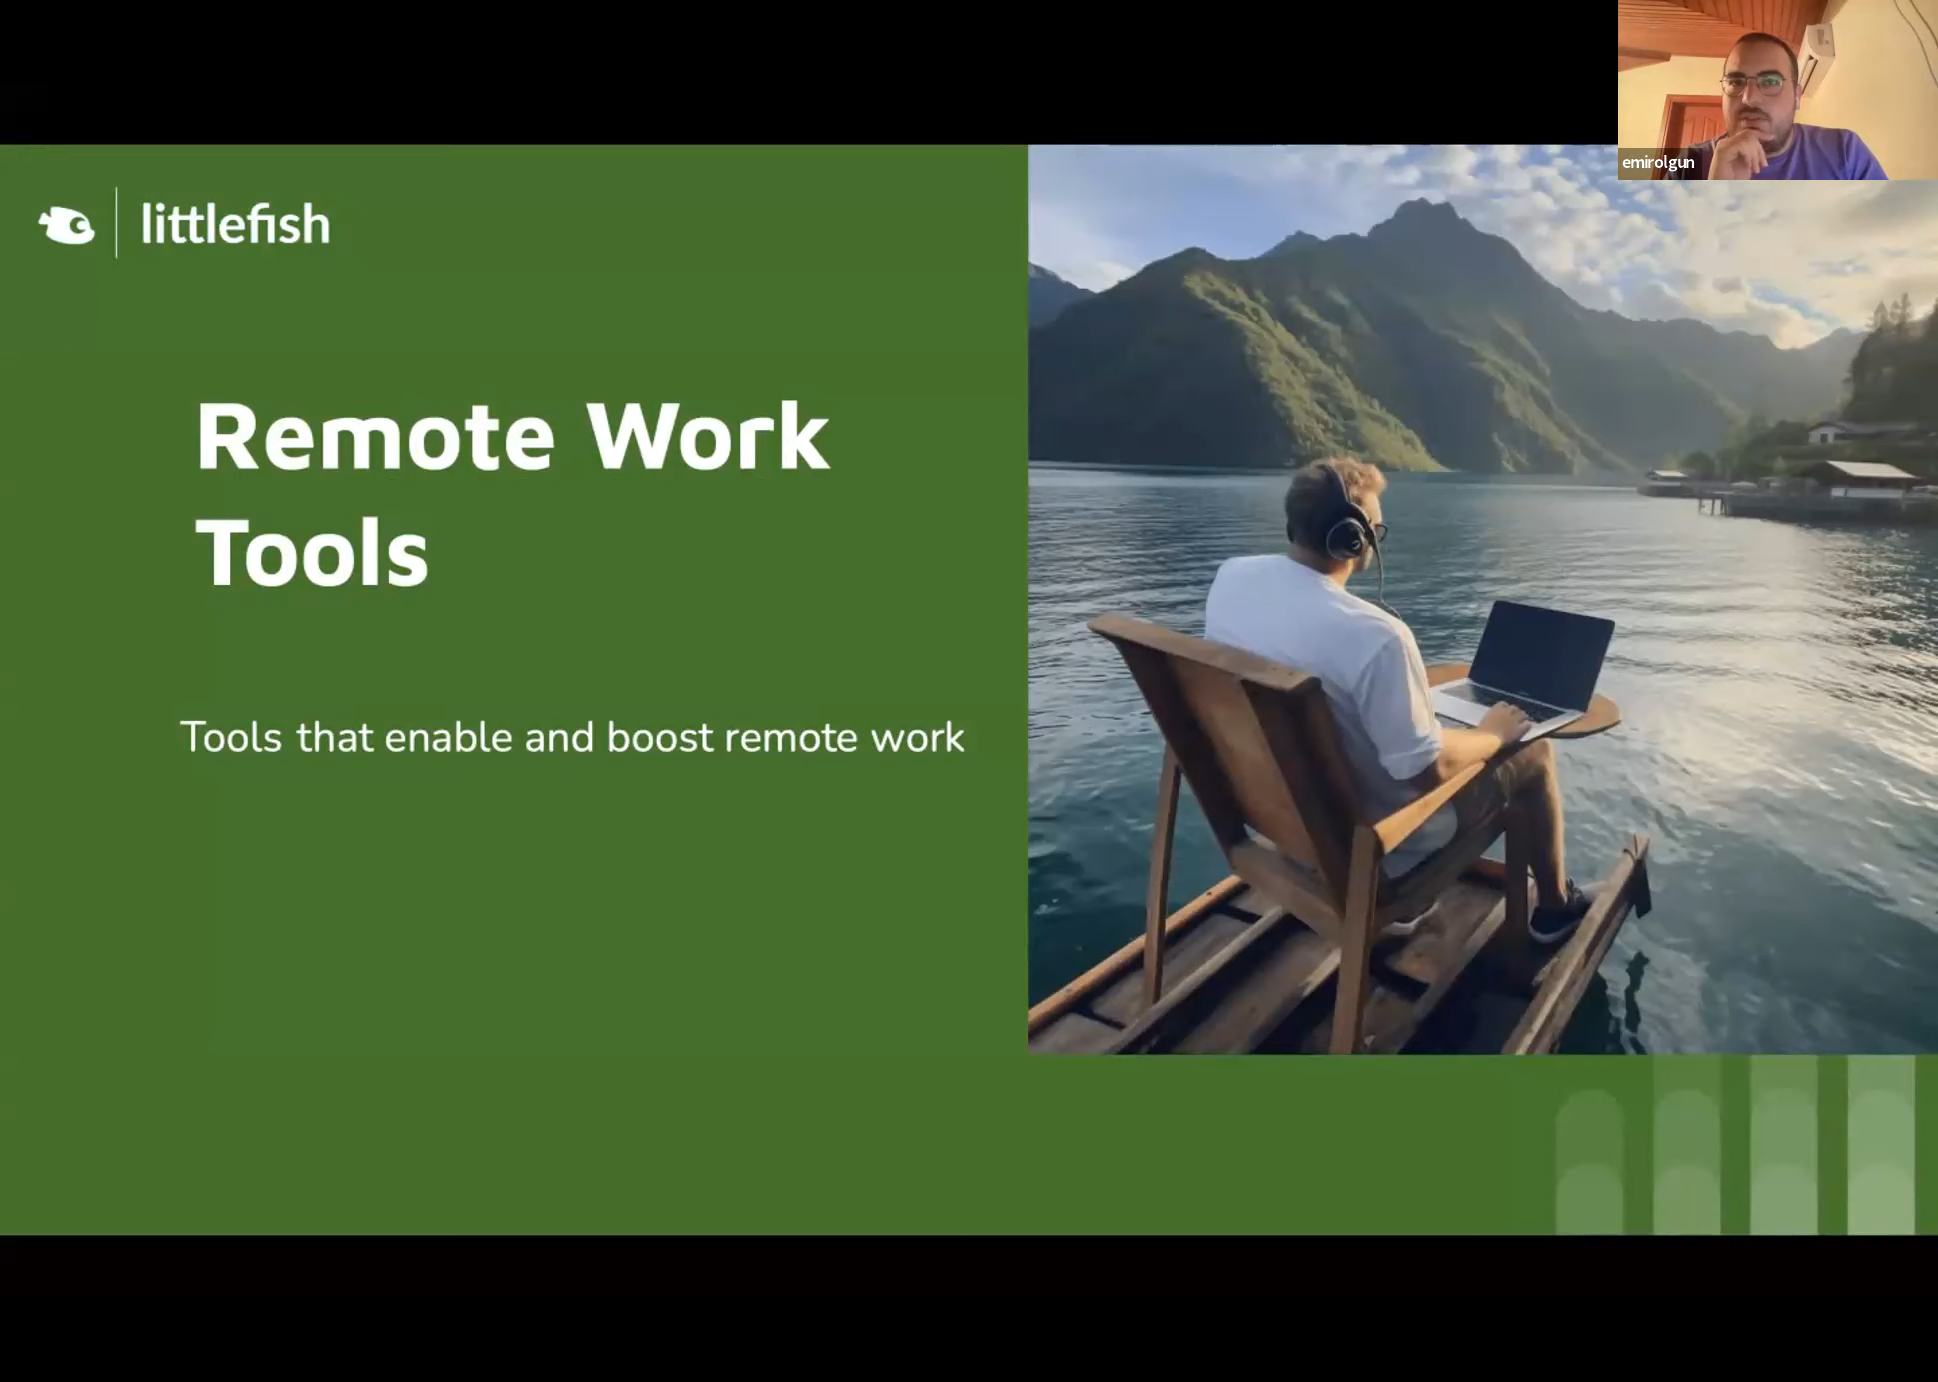 littlefish
Remote Work
Tools
Tools that enable and boost remote work
emirolgun